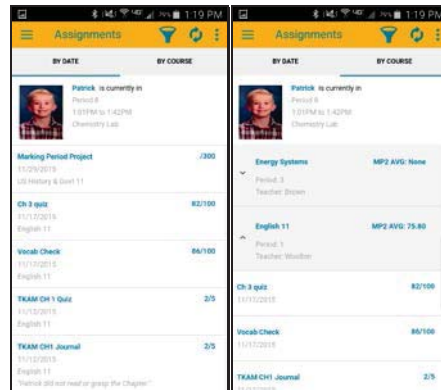 1:19 PM
Assignments
BY DATE
BY COURSE
Patrick is currently in
Period 8
1:01PM to 1:42PM
Chemistry Lab
Marking Period Project
/300
11/29/2015
US History & Govt 11
Ch 3 quiz
82/100
11/17/2015
English 11
Vocab Check
86/100
11/17/2015
English 11
TKAM CH 1 Quiz
2/5
11/12/2015
English 11
TKAM CH1 Journal
2/5
11/12/2015
English 11
"Patrick did not read or grasp the Chapter"
1:19 PM
Assignments
BY DATE
BY COURSE
Patrick is currently in
Period 8
1:01PM to 1:42PM
Chemistry Lab
Energy Systems
MP2 AVG: None
Period: 3
Teacher: Brown
English 11
MP2 AVG: 75.80
Period: 1
Teacher: Woolton
Ch 3 quiz
82/100
11/17/2015
Vocab Check
86/100
11/17/2015
TKAM CH1 Journal
2/5